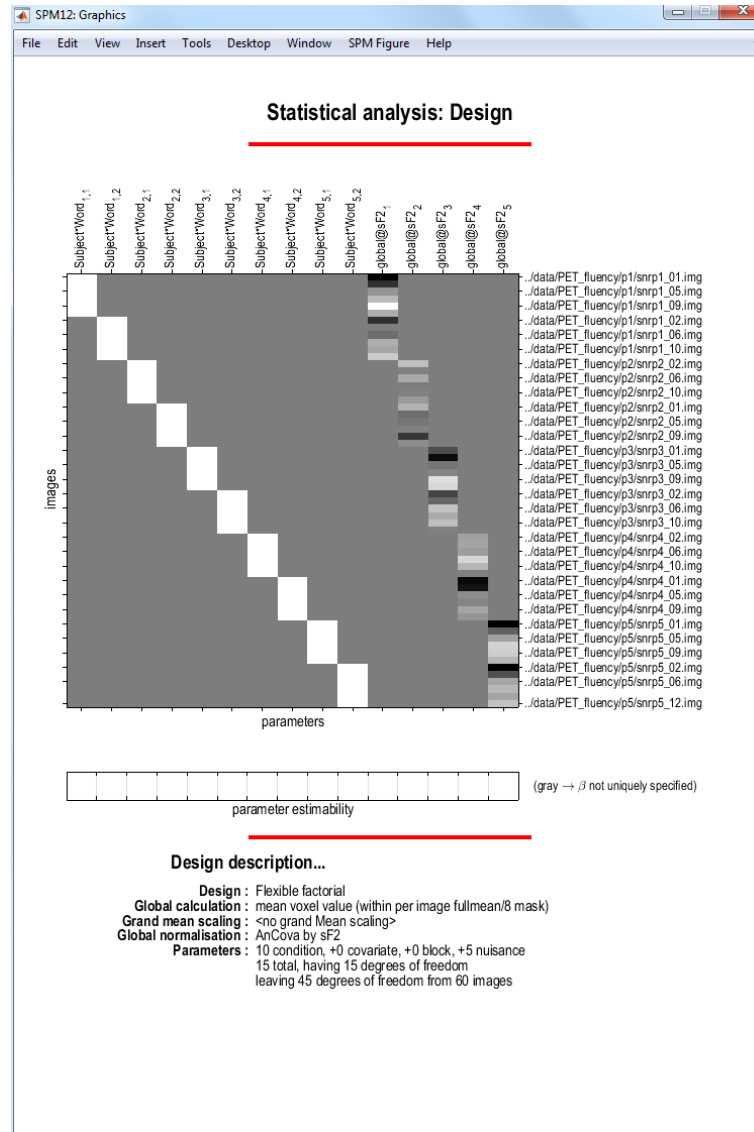 SPM12: Graphics
File Edit View Insert Tools Desktop Window SPM Figure Help
Statistical analysis: Design
Subject*Word1,1
Subject*Word1,2
Subject*Word2,1
Subject*Word2,2
Subject*Word3,1
Subject*Word3,2
Subject*Word4,1
Subject*Word4,2
Subject*Word5,1
Subject*Word5,2
global@sF2_1
global@sF2_2
global@sF2_3
global@sF2_4
global@sF2_5
images
../data/PET_fluency/p1/snrp1_01.img
../data/PET_fluency/p1/snrp1_05.img
../data/PET_fluency/p1/snrp1_09.img
../data/PET_fluency/p1/snrp1_02.img
../data/PET_fluency/p1/snrp1_06.img
../data/PET_fluency/p1/snrp1_10.img
../data/PET_fluency/p2/snrp2_02.img
../data/PET_fluency/p2/snrp2_06.img
../data/PET_fluency/p2/snrp2_10.img
../data/PET_fluency/p2/snrp2_01.img
../data/PET_fluency/p2/snrp2_05.img
../data/PET_fluency/p2/snrp2_09.img
../data/PET_fluency/p3/snrp3_01.img
../data/PET_fluency/p3/snrp3_05.img
../data/PET_fluency/p3/snrp3_09.img
../data/PET_fluency/p3/snrp3_02.img
../data/PET_fluency/p3/snrp3_06.img
../data/PET_fluency/p3/snrp3_10.img
../data/PET_fluency/p4/snrp4_02.img
../data/PET_fluency/p4/snrp4_06.img
../data/PET_fluency/p4/snrp4_10.img
../data/PET_fluency/p4/snrp4_01.img
../data/PET_fluency/p4/snrp4_05.img
../data/PET_fluency/p4/snrp4_09.img
../data/PET_fluency/p5/snrp5_01.img
../data/PET_fluency/p5/snrp5_05.img
../data/PET_fluency/p5/snrp5_09.img
../data/PET_fluency/p5/snrp5_02.img
../data/PET_fluency/p5/snrp5_06.img
../data/PET_fluency/p5/snrp5_12.img
parameters
(gray → β not uniquely specified)
parameter estimability
Design description...
Design : Flexible factorial
Global calculation : mean voxel value (within per image fullmean/8 mask)
Grand mean scaling : <no grand Mean scaling>
Global normalisation : AnCova by sF2
Parameters : 10 condition, +0 covariate, +0 block, +5 nuisance
15 total, having 15 degrees of freedom
leaving 45 degrees of freedom from 60 images